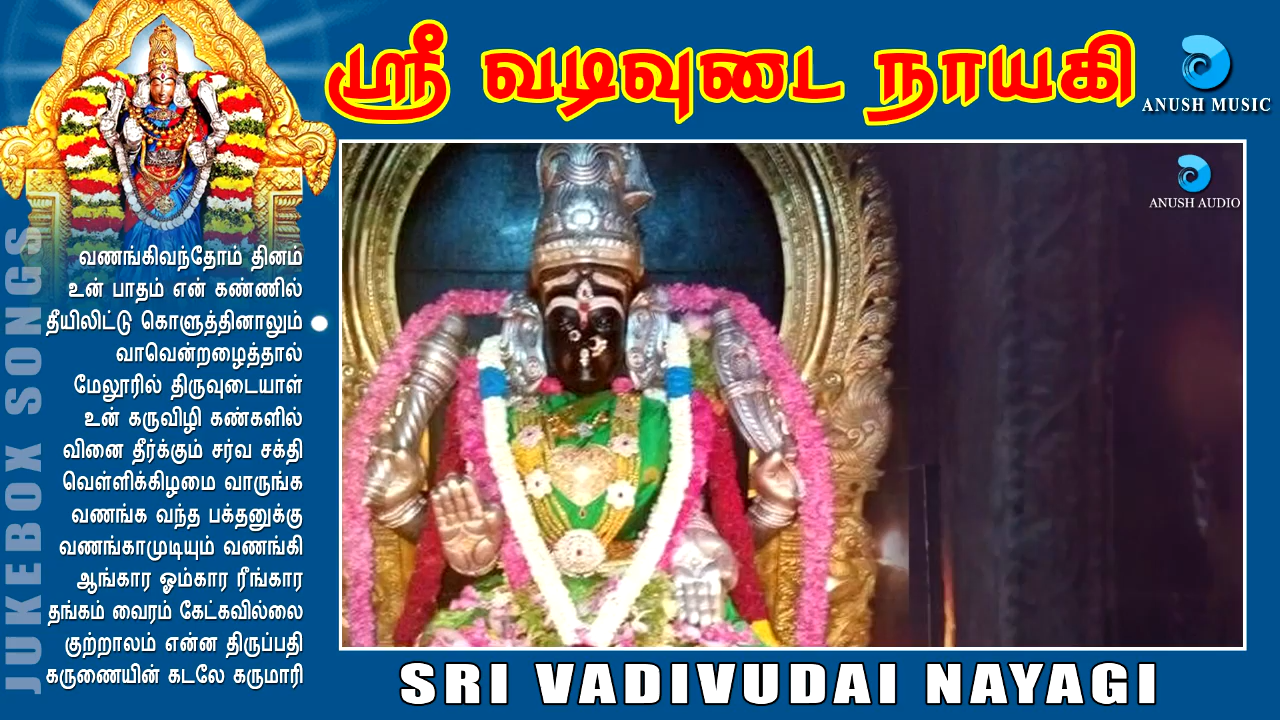 ஸ்ரீ வடிவுடை நாயகி
ANUSH MUSIC
ANUSH AUDIO
JUKEBOX SONGS
வணங்கிவந்தோம் தினம்
உன் பாதம் என் கண்ணில்
தீயிலிட்டு கொளுத்தினாலும்
வாவென்றழைத்தால்
மேலூரில் திருவுடையாள்
உன் கருவிழி கண்களில்
வினை தீர்க்கும் சர்வ சக்தி
வெள்ளிக்கிழமை வாருங்க
வணங்க வந்த பக்தனுக்கு
வணங்காமுடியும் வணங்கி
ஆங்கார ஓம்கார ரீங்கார
தங்கம் வைரம் கேட்கவில்லை
குற்றாலம் என்ன திருப்பதி
கருணையின் கடலே கருமாரி
SRI VADIVUDAI NAYAGI